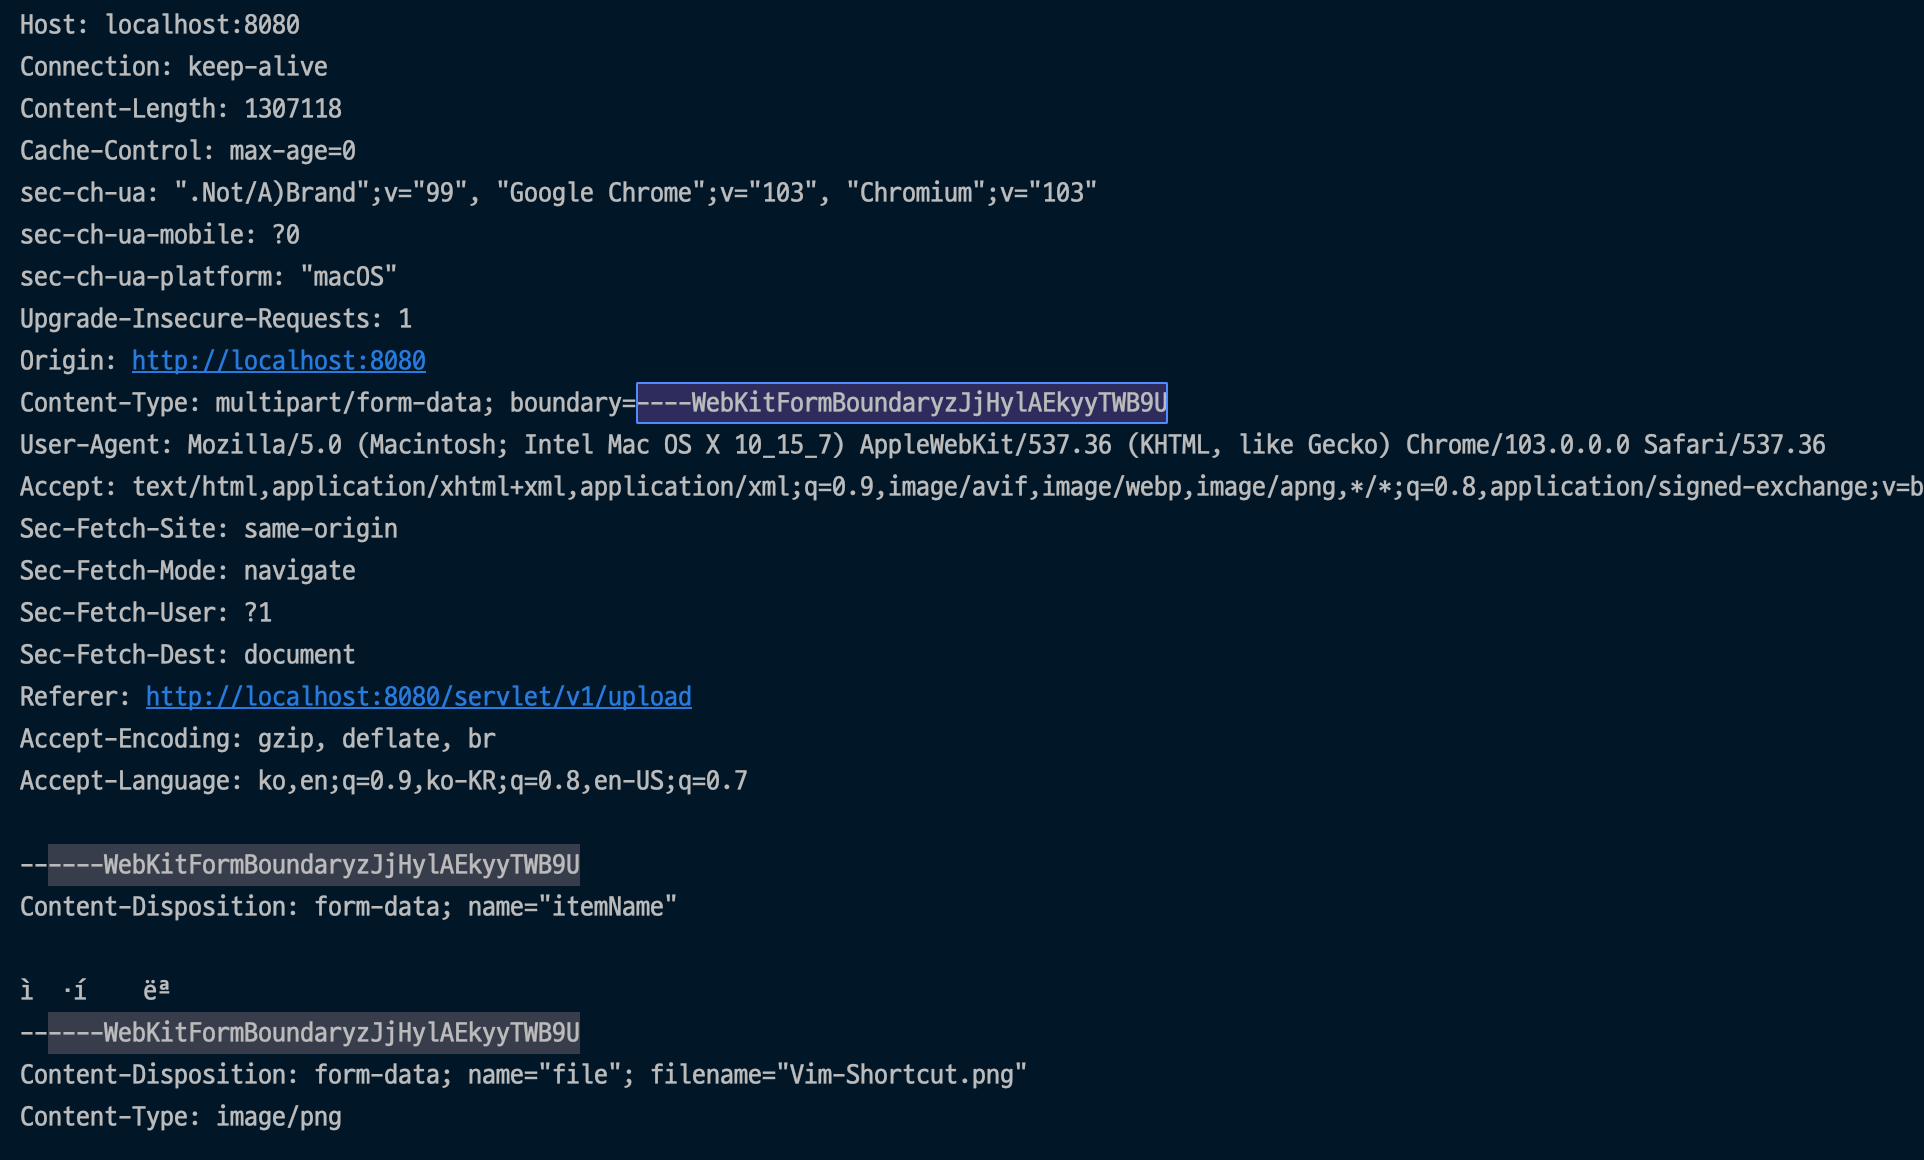 Host: localhost:8080
Connection: keep-alive
Content-Length: 1307118
Cache-Control: max-age=0
sec-ch-ua: ".Not/A)Brand";v="99", "Google Chrome";v="103", "Chromium";v="103"
sec-ch-ua-mobile: ?0
sec-ch-ua-platform: "macOS"
Upgrade-Insecure-Requests: 1
Origin: http://localhost:8080
Content-Type: multipart/form-data; boundary=----WebKitFormBoundaryzJjHylAEkyyTWB9U
User-Agent: Mozilla/5.0 (Macintosh; Intel Mac OS X 10_15_7) AppleWebKit/537.36 (KHTML, like Gecko) Chrome/103.0.0.0 Safari/537.36
Accept: text/html,application/xhtml+xml,application/xml;q=0.9,image/avif,image/webp,image/apng,*/*;q=0.8,application/signed-exchange;v=b
Sec-Fetch-Site: same-origin
Sec-Fetch-Mode: navigate
Sec-Fetch-User: ?1
Sec-Fetch-Dest: document
Referer: http://localhost:8080/servlet/v1/upload
Accept-Encoding: gzip, deflate, br
Accept-Language: ko,en;q=0.9,ko-KR;q=0.8,en-US;q=0.7
------WebKitFormBoundaryzJjHylAEkyyTWB9U
Content-Disposition: form-data; name="itemName"
ì ·í ëª
------WebKitFormBoundaryzJjHylAEkyyTWB9U
Content-Disposition: form-data; name="file"; filename="Vim-Shortcut.png"
Content-Type: image/png